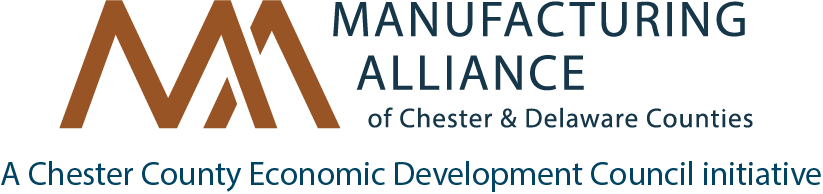 MANUFACTURING
ALLIANCE
of Chester & Delaware Counties
A Chester County Economic Development Council initiative